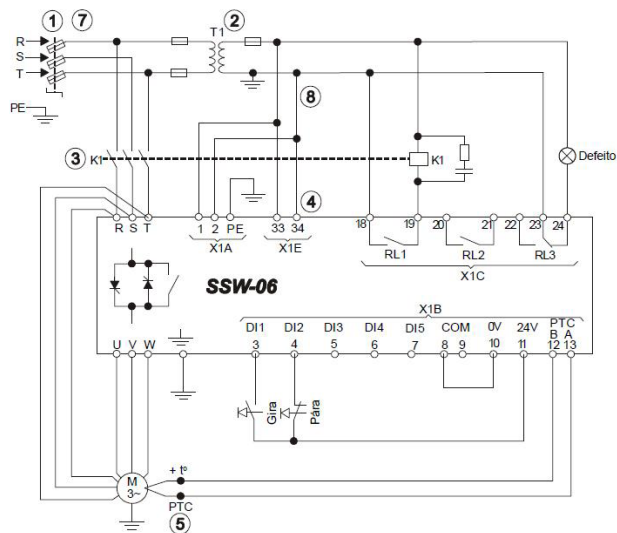 1 7 2
R T1
S
T
PE
8
3 K1 K1 Defeito
4
R S T 1 2 PE 33 34 18 19 20 21 22 23 24
X1A X1E RL1 RL2 RL3
X1C
SSW-06
X1B
DI1 DI2 DI3 DI4 DI5 COM 0V 24V PTC
B A
3 4 5 6 7 8 9 10 11 12 13
U V W
Gira
Pára
+ tº
M
3~
PTC
5